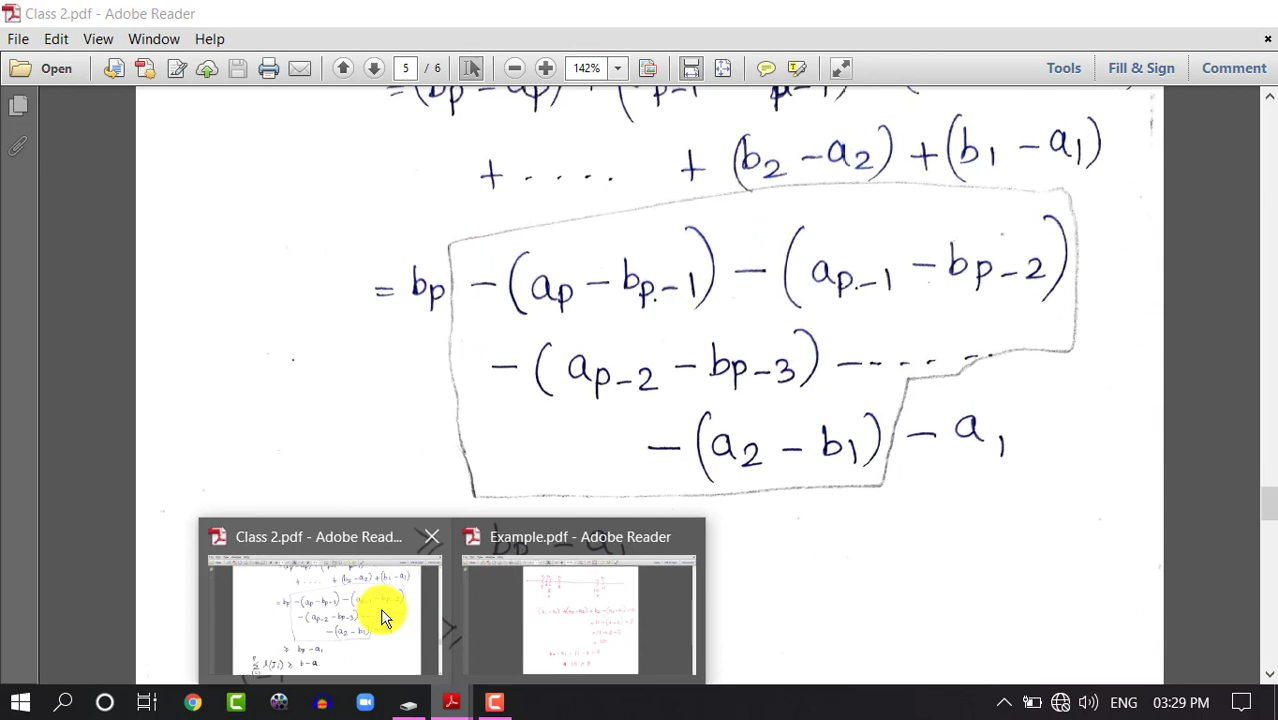 Class 2.pdf - Adobe Reader
File Edit View Window Help
Open 5 / 6 142% Tools Fill & Sign Comment
+ . . . . + (b2 - a2) + (b1 - a1)
= bp - (ap - bp-1) - (ap-1 - bp-2)
- (ap-2 - bp-3) - - - . . - - .
- (a2 - b1) - a1
Class 2.pdf - Adobe Read... Example.pdf - Adobe Reader
≥ bp - a1
ENG 03:29 PM